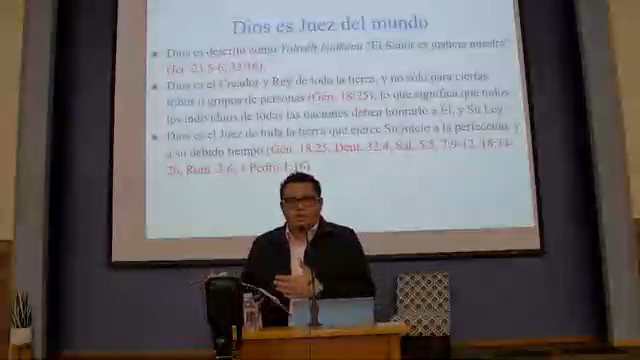 Dios es Juez del mundo
Dios es descrito como Yahveh Tsidkenu "El Señor es justicia nuestra"
(Jer. 23:5-6; 33:16).
Dios es el Creador y Rey de toda la tierra, y no sólo para ciertas
tribus o grupos de personas (Gén. 18:25), lo que significa que todos
los individuos de todas las naciones deben honrarlo a Él, y Su Ley.
Dios es el Juez de toda la tierra que ejerce Su juicio a la perfección, y
a su debido tiempo (Gén. 18:25, Deut. 32:4, Sal. 5:5, 7:9-12, 18:
26, Rom. 2:6, 1 Pedro 1:16).